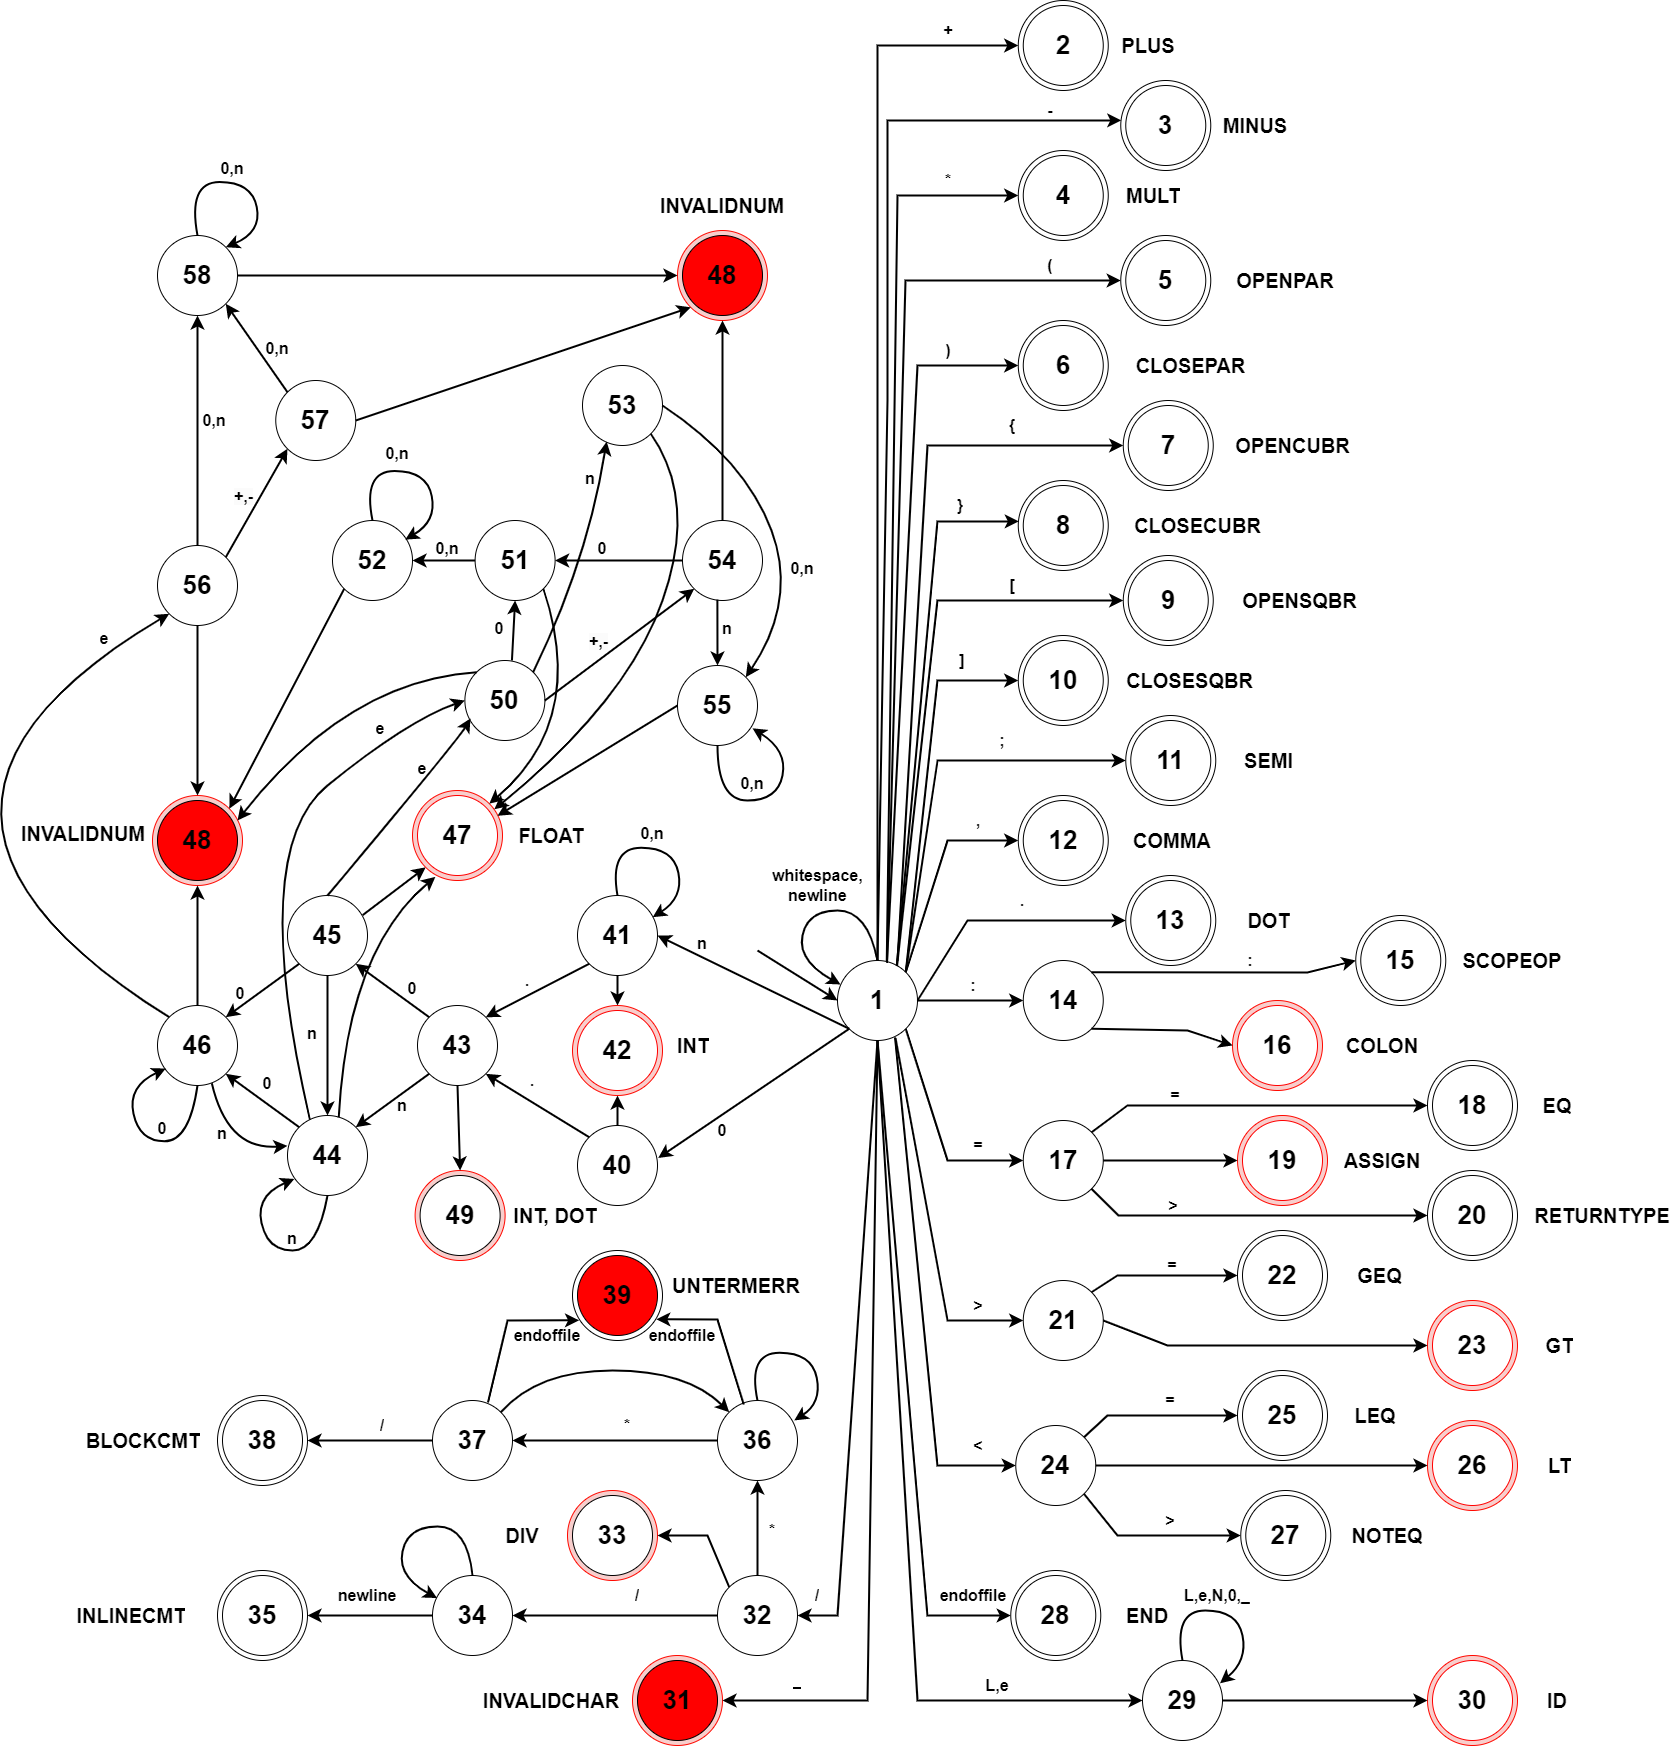 +
2
PLUS
-
3
MINUS
*
4
MULT
(
5
OPENPAR
)
6
CLOSEPAR
{
7
OPENCUBR
}
8
CLOSECUBR
[
9
OPENSQBR
]
10
CLOSESQBR
;
11
SEMI
,
12
COMMA
.
13
DOT
:
14
:
15
SCOPEOP
16
COLON
=
17
=
18
EQ
19
ASSIGN
>
20
RETURNTYPE
>
21
=
22
GEQ
23
GT
<
24
=
25
LEQ
26
LT
>
27
NOTEQ
endoffile
28
END
L,e
29
L,e,N,0,_
30
ID
whitespace,
newline
1
0,n
58
INVALIDNUM
48
0,n
57
0,n
+,-
56
e
53
n
0,n
0,n
52
0,n
51
0
54
0
+,-
n
50
55
0,n
e
e
INVALIDNUM
48
47
FLOAT
0,n
41
n
45
0
0
.
42
INT
46
n
43
0
0
n
n
.
40
0
44
n
49
INT, DOT
39
UNTERMERR
endoffile
endoffile
BLOCKCMT
38
/
37
*
36
DIV
33
*
INLINECMT
35
newline
34
/
32
/
INVALIDCHAR
31
_